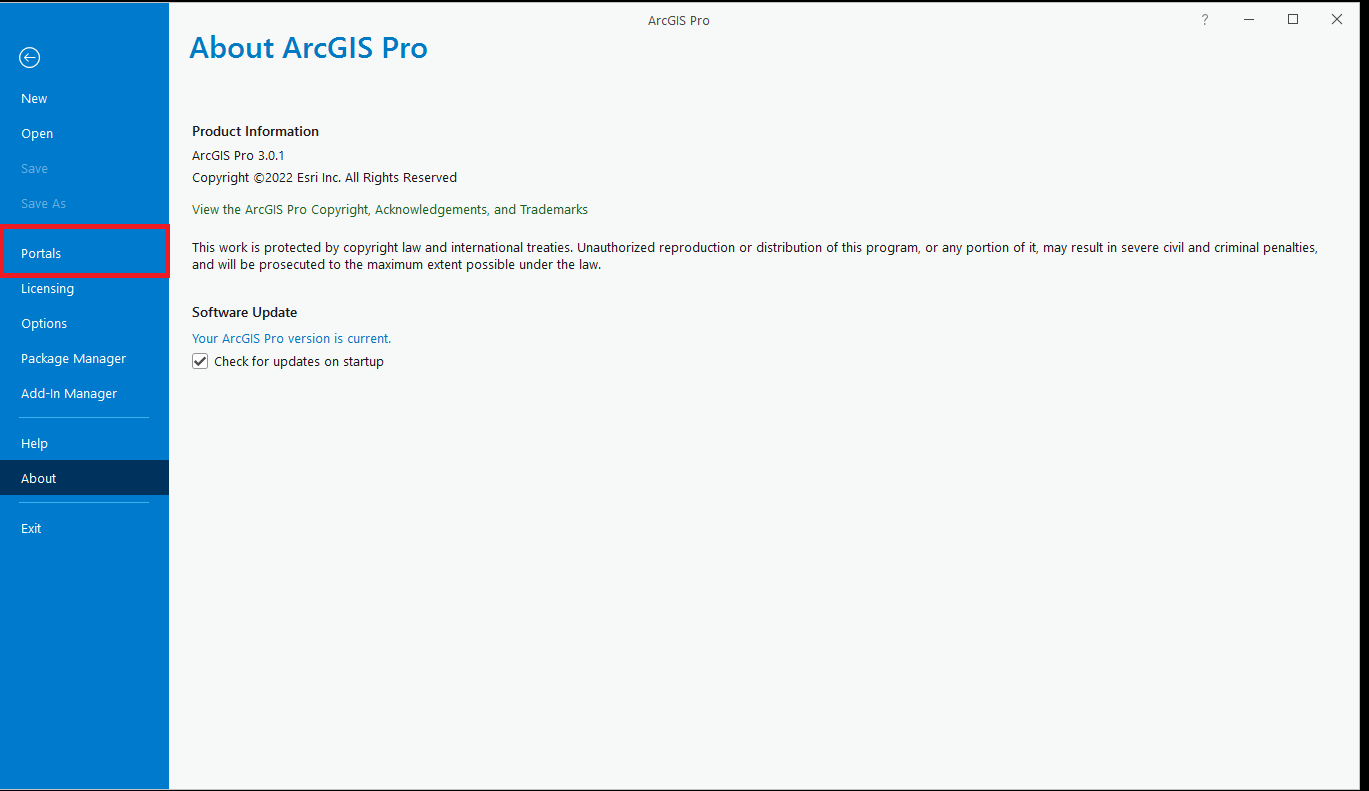 ArcGIS Pro
?
About ArcGIS Pro
New
Open
Save
Save As
Portals
Licensing
Options
Package Manager
Add-In Manager
Help
About
Exit
Product Information
ArcGIS Pro 3.0.1
Copyright ©2022 Esri Inc. All Rights Reserved
View the ArcGIS Pro Copyright, Acknowledgements, and Trademarks
This work is protected by copyright law and international treaties. Unauthorized reproduction or distribution of this program, or any portion of it, may result in severe civil and criminal penalties,
and will be prosecuted to the maximum extent possible under the law.
Software Update
Your ArcGIS Pro version is current.
Check for updates on startup